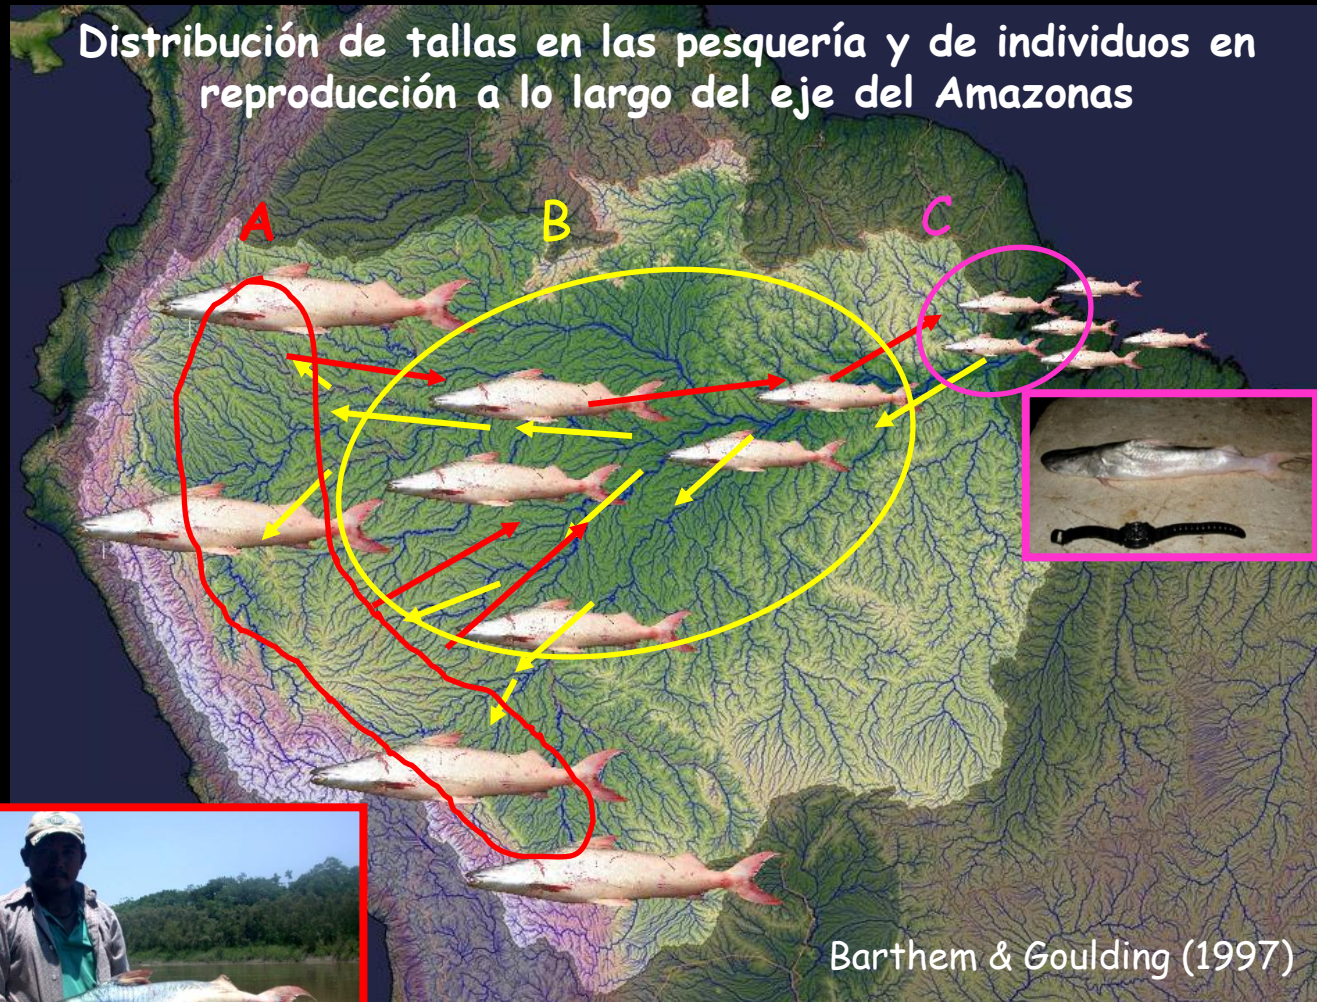 Distribución de tallas en las pesquería y de individuos en
reproducción a lo largo del eje del Amazonas
A
B
C
Barthem & Goulding (1997)